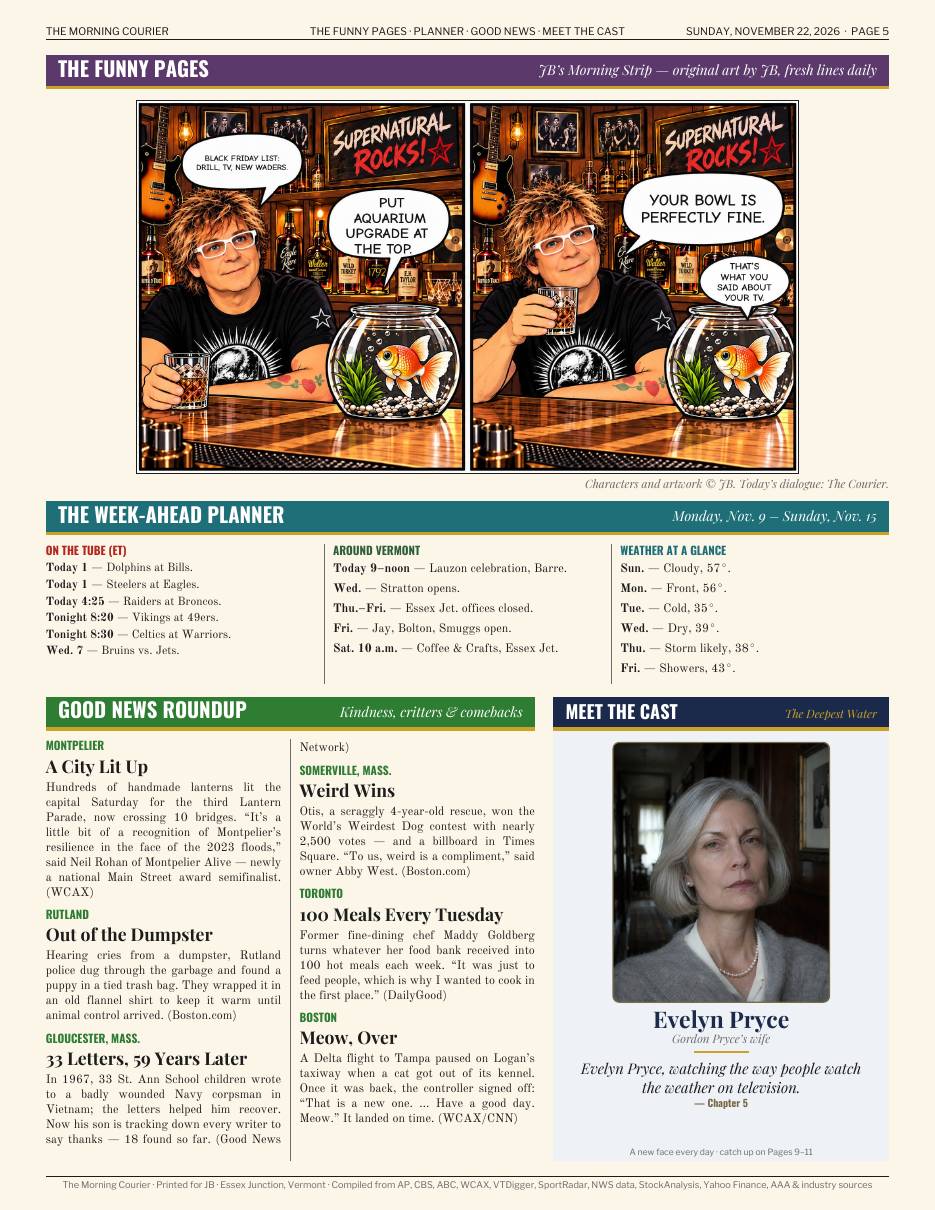 THE MORNING COURIER
THE FUNNY PAGES · PLANNER · GOOD NEWS · MEET THE CAST
SUNDAY, NOVEMBER 22, 2026 · PAGE 5
THE FUNNY PAGES
JB's Morning Strip — original art by JB, fresh lines daily
SUPERNATURAL
ROCKS!
BLACK FRIDAY LIST:
DRILL, TV, NEW WADERS.
PUT
AQUARIUM
UPGRADE AT
THE TOP.
Eagle
Rare
Weller
WILD
TURKEY
1792
E.H.
TAYLOR
SUPERNATURAL
ROCKS!
YOUR BOWL IS
PERFECTLY FINE.
THAT'S
WHAT YOU
SAID ABOUT
YOUR TV.
Weller
WILD
TURKEY
Characters and artwork © JB. Today's dialogue: The Courier.
THE WEEK-AHEAD PLANNER
Monday, Nov. 9 – Sunday, Nov. 15
ON THE TUBE (ET)
Today 1 — Dolphins at Bills.
Today 1 — Steelers at Eagles.
Today 4:25 — Raiders at Broncos.
Tonight 8:20 — Vikings at 49ers.
Tonight 8:30 — Celtics at Warriors.
Wed. 7 — Bruins vs. Jets.
AROUND VERMONT
Today 9–noon — Lauzon celebration, Barre.
Wed. — Stratton opens.
Thu.–Fri. — Essex Jct. offices closed.
Fri. — Jay, Bolton, Smuggs open.
Sat. 10 a.m. — Coffee & Crafts, Essex Jct.
WEATHER AT A GLANCE
Sun. — Cloudy, 57°.
Mon. — Front, 56°.
Tue. — Cold, 35°.
Wed. — Dry, 39°.
Thu. — Storm likely, 38°.
Fri. — Showers, 43°.
GOOD NEWS ROUNDUP
Kindness, critters & comebacks
MONTPELIER
A City Lit Up
Hundreds of handmade lanterns lit the
capital Saturday for the third Lantern
Parade, now crossing 10 bridges. “It’s a
little bit of a recognition of Montpelier’s
resilience in the face of the 2023 floods,”
said Neil Rohan of Montpelier Alive — newly
a national Main Street award semifinalist.
(WCAX)
RUTLAND
Out of the Dumpster
Hearing cries from a dumpster, Rutland
police dug through the garbage and found a
puppy in a tied trash bag. They wrapped it in
an old flannel shirt to keep it warm until
animal control arrived. (Boston.com)
GLOUCESTER, MASS.
33 Letters, 59 Years Later
In 1967, 33 St. Ann School children wrote
to a badly wounded Navy corpsman in
Vietnam; the letters helped him recover.
Now his son is tracking down every writer to
say thanks — 18 found so far. (Good News
Network)
SOMERVILLE, MASS.
Weird Wins
Otis, a scraggly 4-year-old rescue, won the
World’s Weirdest Dog contest with nearly
2,500 votes — and a billboard in Times
Square. “To us, weird is a compliment,” said
owner Abby West. (Boston.com)
TORONTO
100 Meals Every Tuesday
Former fine-dining chef Maddy Goldberg
turns whatever her food bank received into
100 hot meals each week. “It was just to
feed people, which is why I wanted to cook in
the first place.” (DailyGood)
BOSTON
Meow, Over
A Delta flight to Tampa paused on Logan’s
taxiway when a cat got out of its kennel.
Once it was back, the controller signed off:
“That is a new one. ... Have a good day.
Meow.” It landed on time. (WCAX/CNN)
MEET THE CAST
The Deepest Water
Evelyn Pryce
Gordon Pryce’s wife
Evelyn Pryce, watching the way people watch
the weather on television.
— Chapter 5
A new face every day · catch up on Pages 9–11
The Morning Courier · Printed for JB · Essex Junction, Vermont · Compiled from AP, CBS, ABC, WCAX, VTDigger, SportRadar, NWS data, StockAnalysis, Yahoo Finance, AAA & industry sources